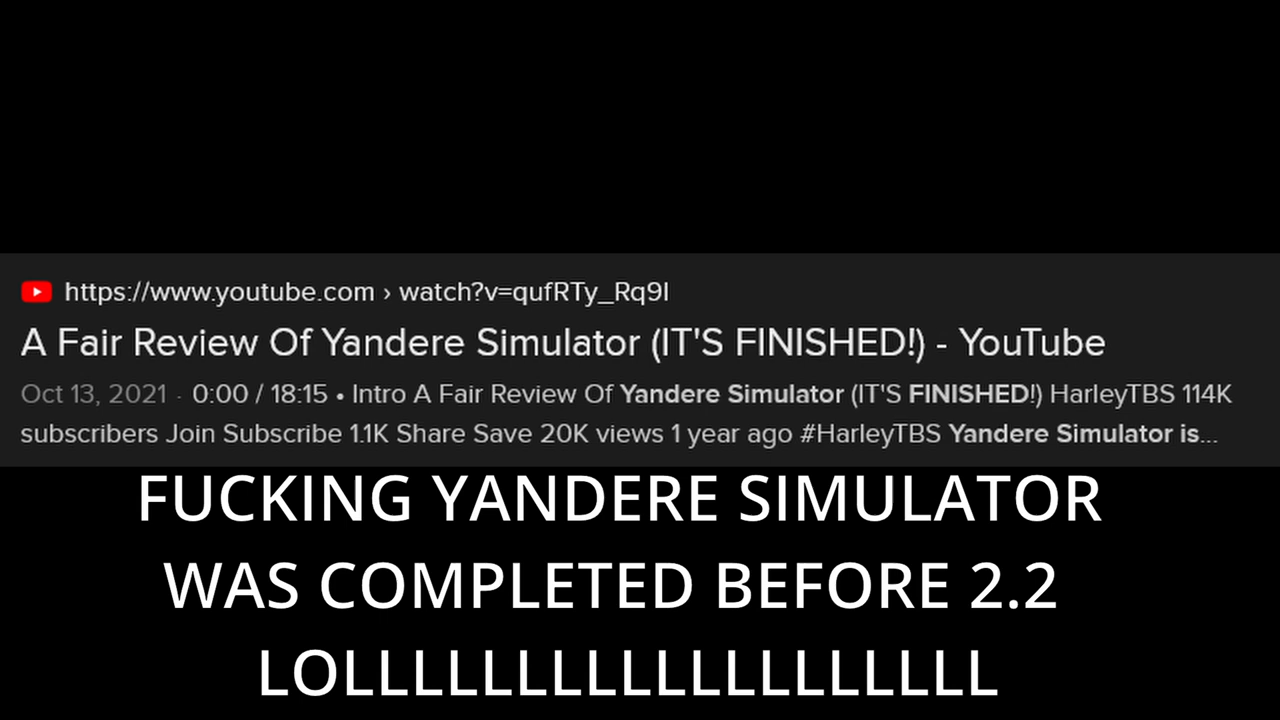 https://www.youtube.com › watch?v=qufRTy_Rq9I
A Fair Review Of Yandere Simulator (IT'S FINISHED!) - YouTube
Oct 13, 2021 · 0:00 / 18:15 • Intro A Fair Review Of Yandere Simulator (IT'S FINISHED!) HarleyTBS 114K
subscribers Join Subscribe 1.1K Share Save 20K views 1 year ago #HarleyTBS Yandere Simulator is...
FUCKING YANDERE SIMULATOR
WAS COMPLETED BEFORE 2.2
LOLLLLLLLLLLLLLLLLLLL